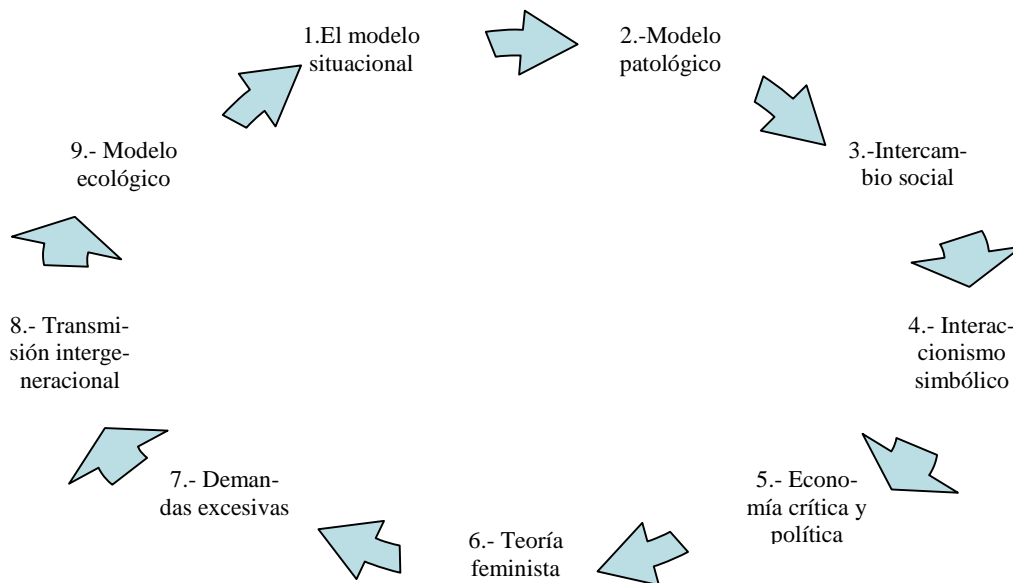 1.El modelo
situacional
2.-Modelo
patológico
3.-Intercam-
bio social
4.- Interac-
cionismo
simbólico
5.- Econo-
mía crítica y
política
6.- Teoría
feminista
7.- Deman-
das excesivas
8.- Transmi-
sión interge-
neracional
9.- Modelo
ecológico